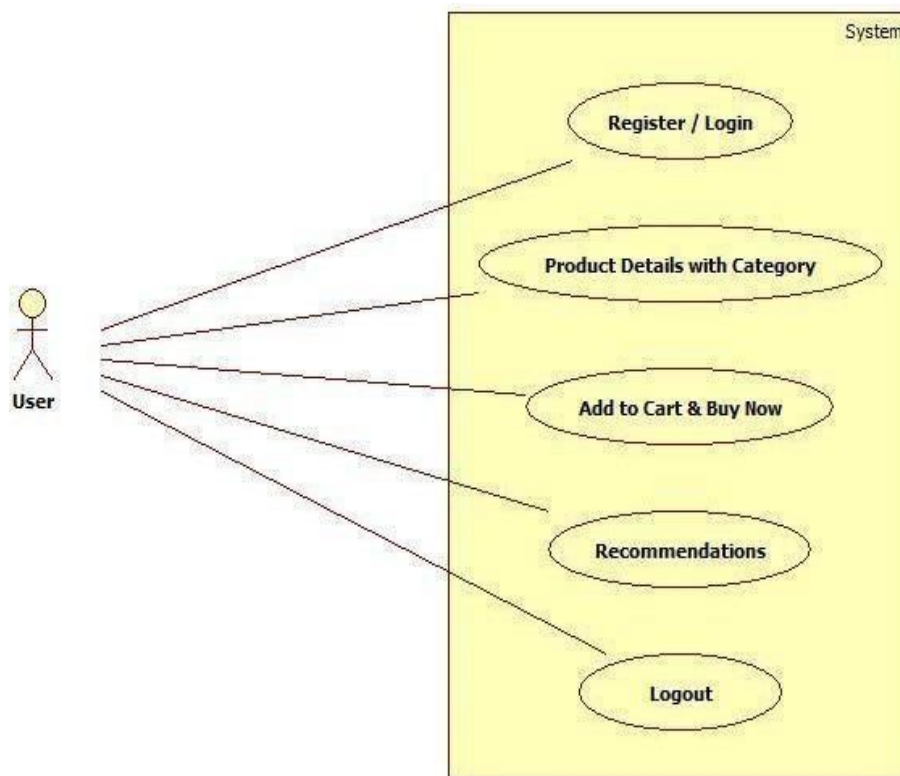 System
Register / Login
Product Details with Category
User
Add to Cart & Buy Now
Recommendations
Logout